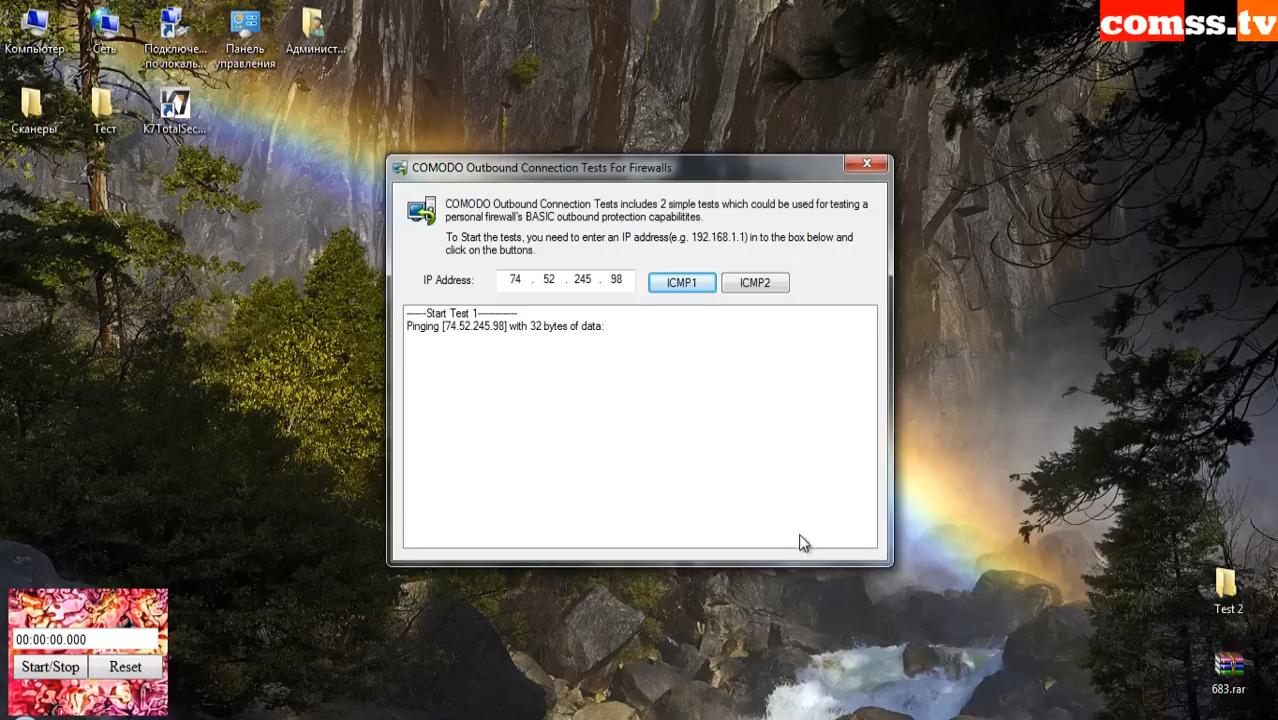 comss.tv
Компьютер
Сеть
Подключе...
по локаль...
Панель
управления
Админист...
Сканеры
Тест
K7TotalSec...
COMODO Outbound Connection Tests For Firewalls
COMODO Outbound Connection Tests includes 2 simple tests which could be used for testing a
personal firewall's BASIC outbound protection capabilitites.
To Start the tests, you need to enter an IP address(e.g. 192.168.1.1) in to the box below and
click on the buttons.
IP Address: 74 . 52 . 245 . 98 ICMP1 ICMP2
-------Start Test 1--------------
Pinging [74.52.245.98] with 32 bytes of data:
00:00:00.000
Start/Stop Reset
Test 2
683.rar